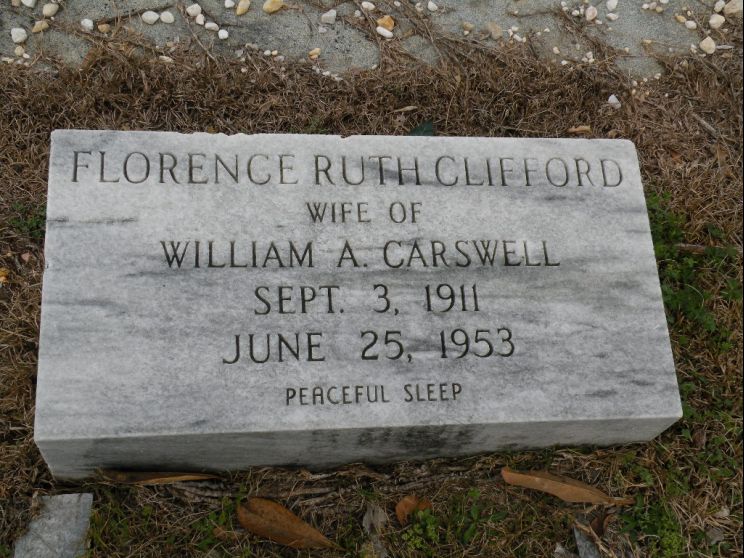 FLORENCE RUTH CLIFFORD
WIFE OF
WILLIAM A. CARSWELL
SEPT. 3, 1911
JUNE 25, 1953
PEACEFUL SLEEP